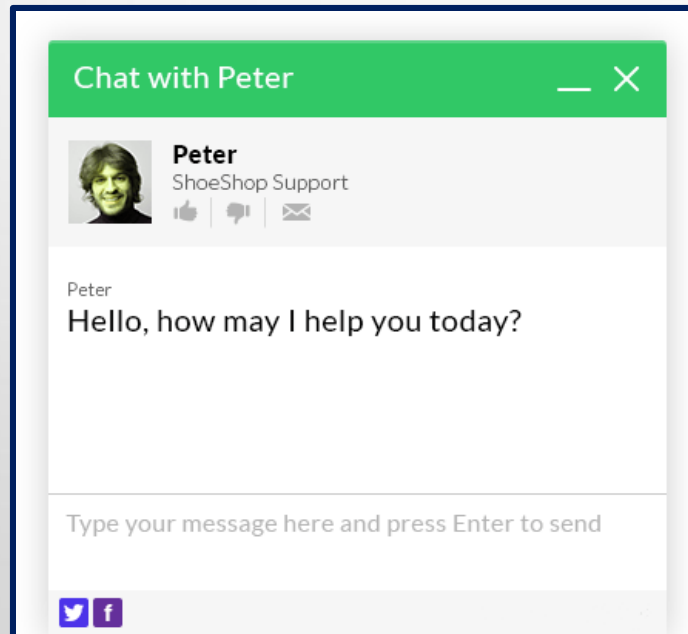 Chat with Peter
Peter
ShoeShop Support
Peter
Hello, how may I help you today?
Type your message here and press Enter to send
f